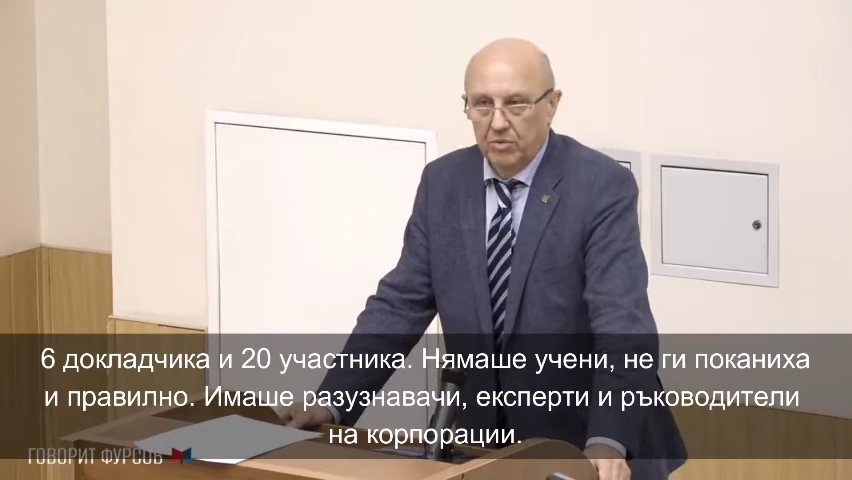 6 докладчика и 20 участника. Нямаше учени, не ги поканиха
и правилно. Имаше разузнавачи, експерти и ръководители
на корпорации.
ГОВОРИТ ФУРСОВ